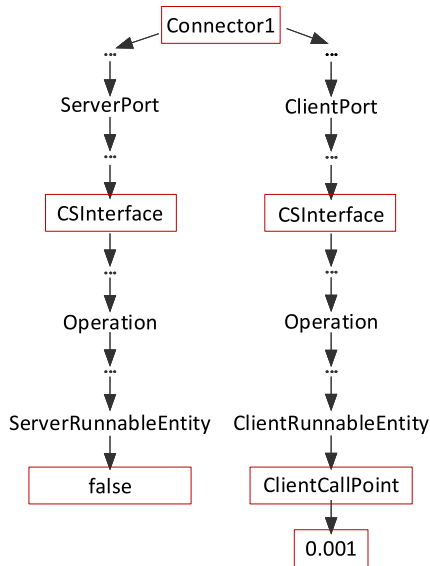 Connector1
... ...
ServerPort ClientPort
... ...
CSInterface CSInterface
... ...
Operation Operation
... ...
ServerRunnableEntity ClientRunnableEntity
false ClientCallPoint
0.001